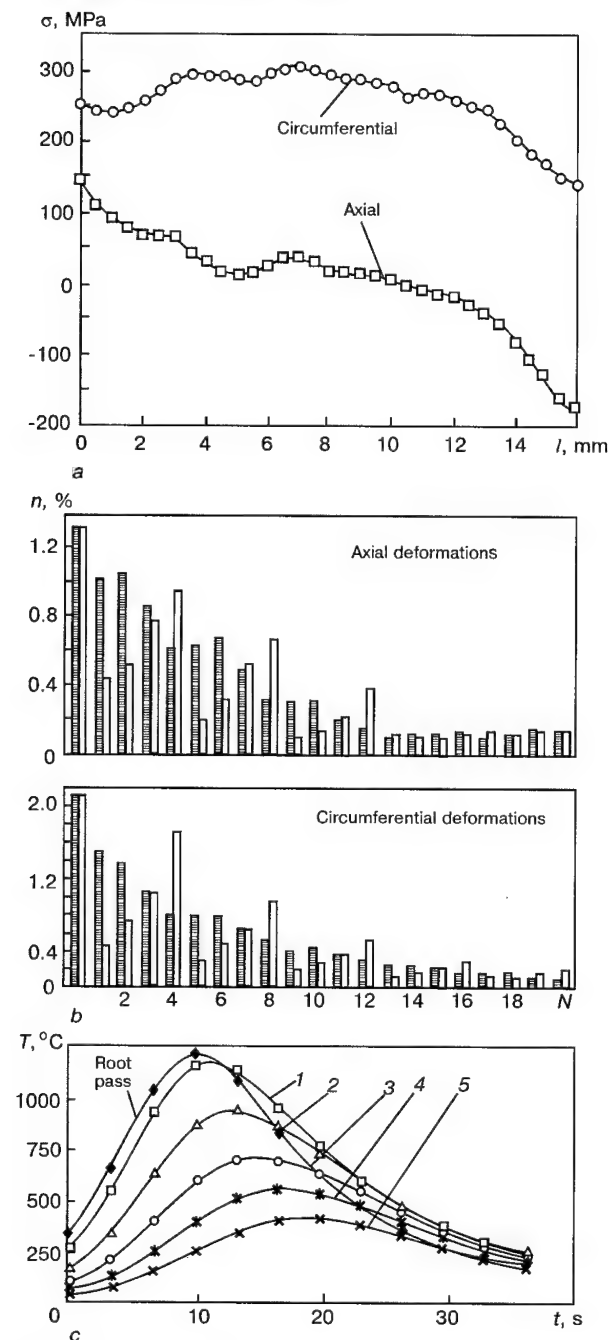 σ, MPa
300
200
100
0
-100
-200
Circumferential
Axial
0 2 4 6 8 10 12 14 l, mm
a
n, %
1.2
0.8
0.4
0
Axial deformations
2.0
1.2
0.4
0
Circumferential deformations
2 4 6 8 10 12 14 16 18 N
b
T, °C
1000
750
500
250
0
Root
pass
1 2 3 4 5
10 20 30 t, s
c